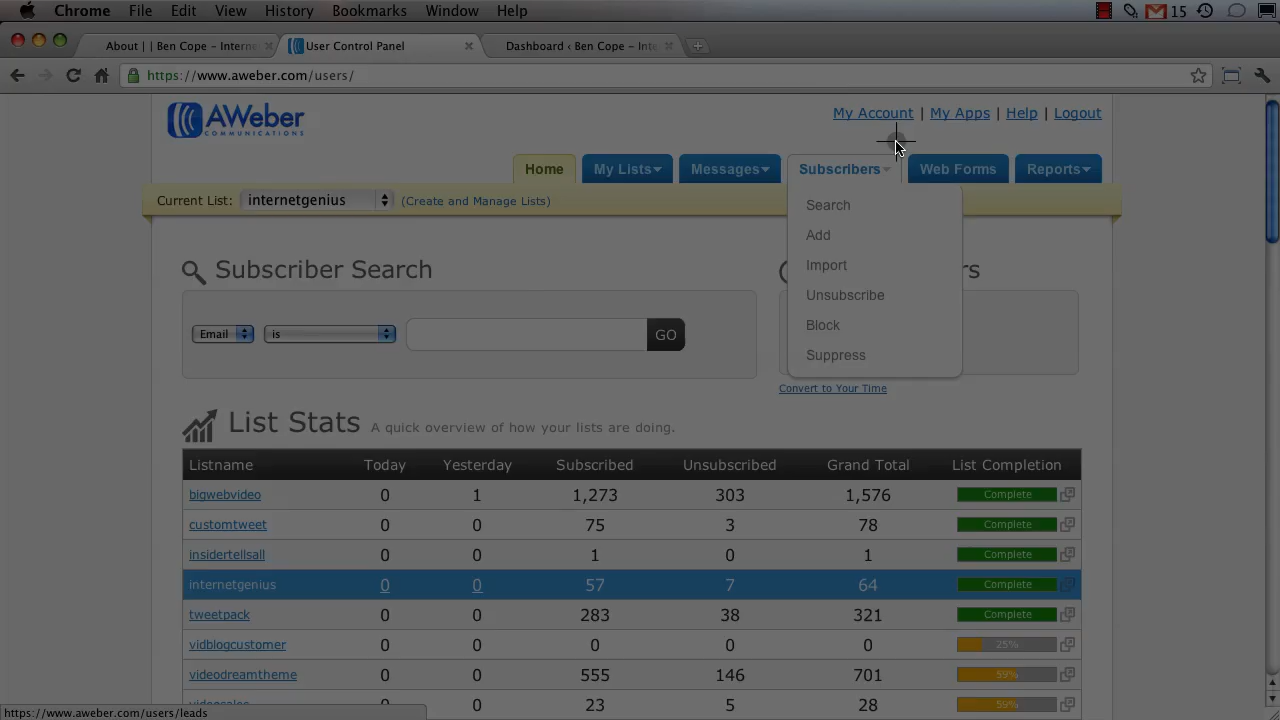 Chrome File Edit View History Bookmarks Window Help 15
About | | Ben Cope – Interne
User Control Panel
Dashboard ‹ Ben Cope – Inte
https://www.aweber.com/users/
AWeber
COMMUNICATIONS
My Account | My Apps | Help | Logout
Home My Lists Messages Subscribers Web Forms Reports
Current List: internetgenius (Create and Manage Lists)
Search
Add
Import
Unsubscribe
Block
Suppress
Subscriber Search
rs
Email is GO
Convert to Your Time
List Stats A quick overview of how your lists are doing.
Listname Today Yesterday Subscribed Unsubscribed Grand Total List Completion
bigwebvideo 0 1 1,273 303 1,576 Complete
customtweet 0 0 75 3 78 Complete
insidertellsall 0 0 1 0 1 Complete
internetgenius 0 0 57 7 64 Complete
tweetpack 0 0 283 38 321 Complete
vidblogcustomer 0 0 0 0 0 25%
videodreamtheme 0 0 555 146 701 59%
videosales 0 0 23 5 28 59%
https://www.aweber.com/users/leads